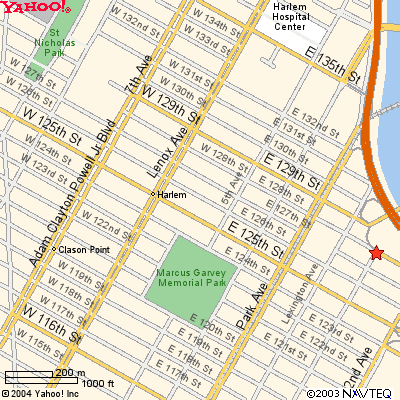 YAHOO!
W 132nd St
W 134th St
W 133rd St
Harlem
Hospital
Center
St
Nicholas
Park
7th Ave
E 135th St
W 127th St
W 126th St
W 131st St
W 130th St
W 129th St
W 125th St
W 124th St
W 123rd St
Lenox Ave
E 132nd St
E 131st St
E 130th St
E 129th St
W 128th St
E 128th St
E 127th St
E 126th St
5th Ave
Adam Clayton Powell Jr Blvd
Harlem
W 122nd St
E 125th St
E 124th St
Clason Point
W 119th St
W 118th St
W 117th St
W 116th St
W 116th St
Marcus Garvey
Memorial Park
Park Ave
Lexington Ave
E 123rd St
E 122nd St
E 121st St
E 120th St
E 119th St
E 118th St
E 117th St
2nd Ave
200 m
1000 ft
©2004 Yahoo! Inc
©2003 NAVTEQ